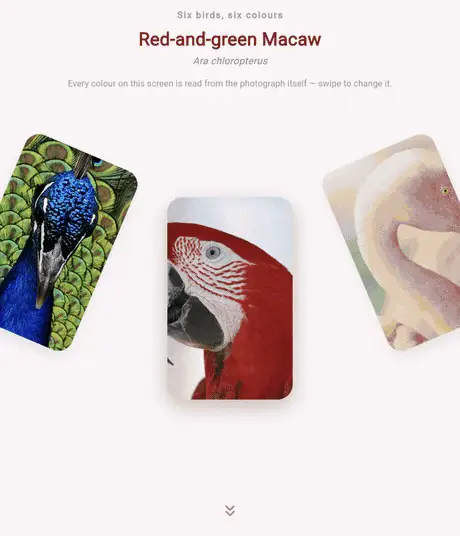 Six birds, six colours
Red-and-green Macaw
Ara chloropterus
Every colour on this screen is read from the photograph itself — swipe to change it.